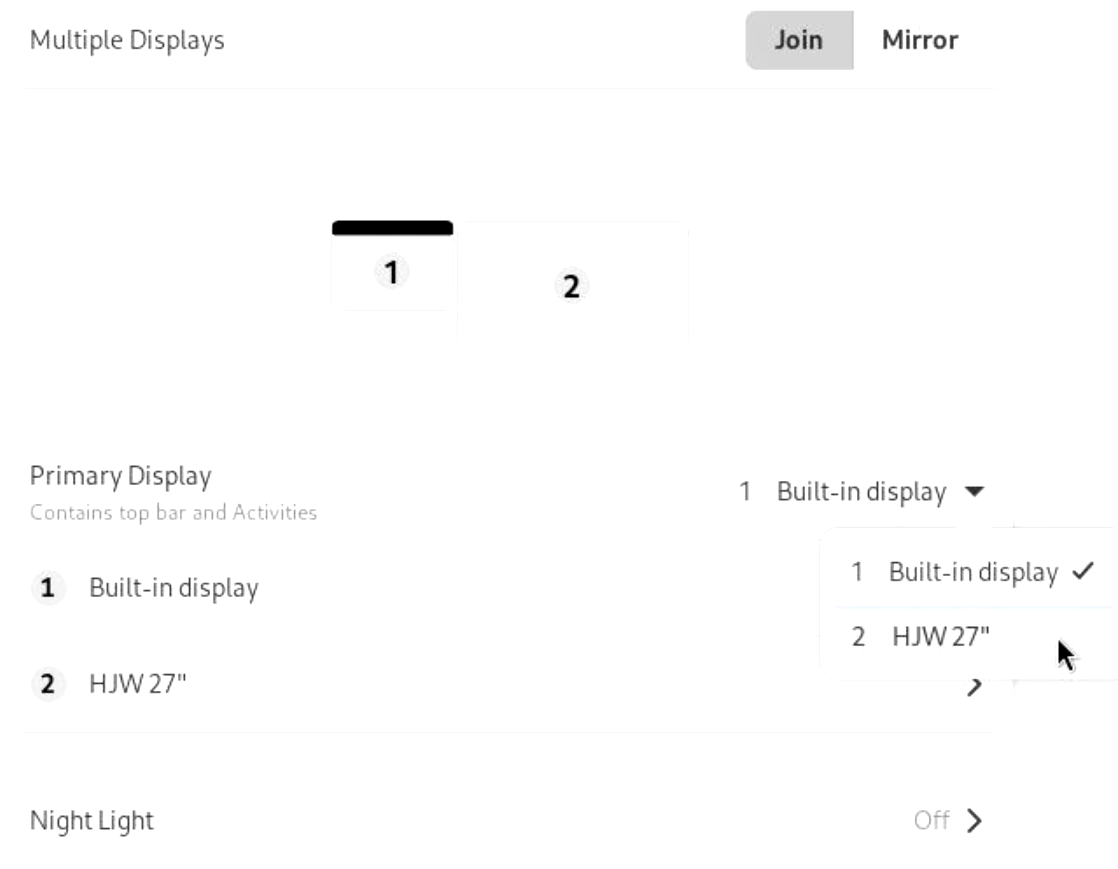 Multiple Displays Join Mirror
1 2
Primary Display
1 Built-in display
Contains top bar and Activities
1 Built-in display
2 HJW 27"
1 Built-in display
2 HJW 27"
Night Light Off